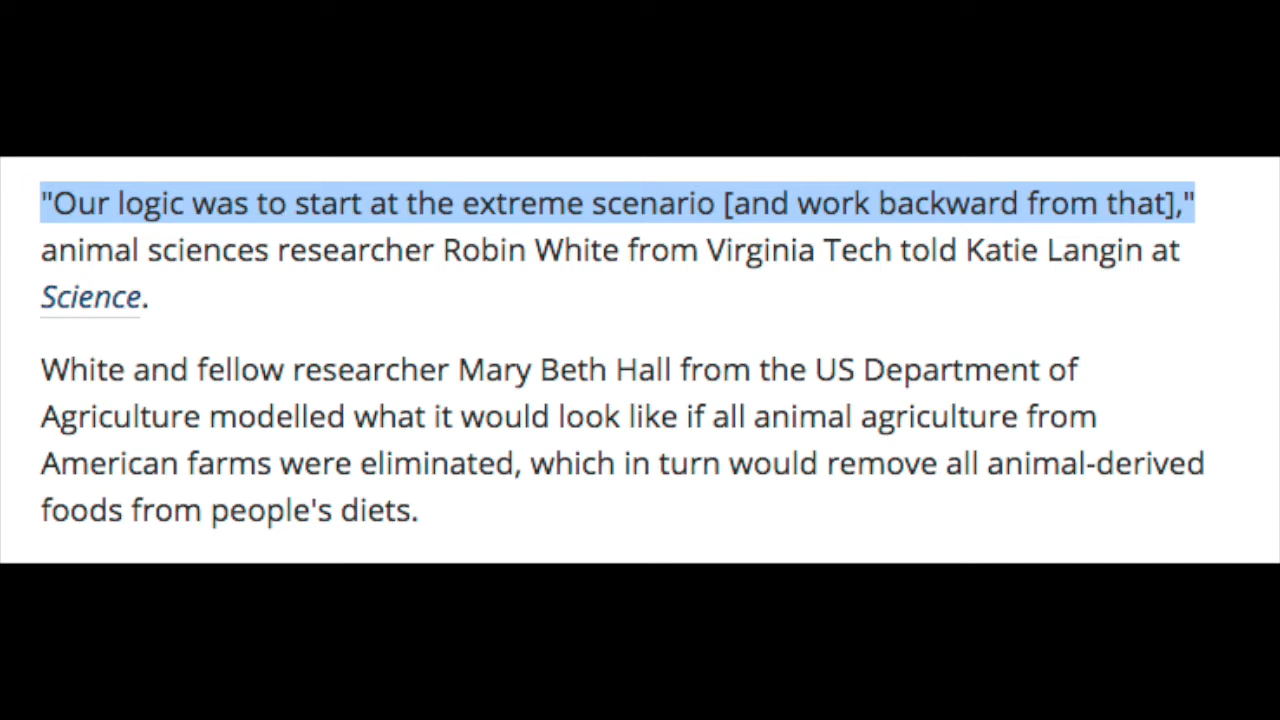 "Our logic was to start at the extreme scenario [and work backward from that],"
animal sciences researcher Robin White from Virginia Tech told Katie Langin at
Science.
White and fellow researcher Mary Beth Hall from the US Department of
Agriculture modelled what it would look like if all animal agriculture from
American farms were eliminated, which in turn would remove all animal-derived
foods from people's diets.